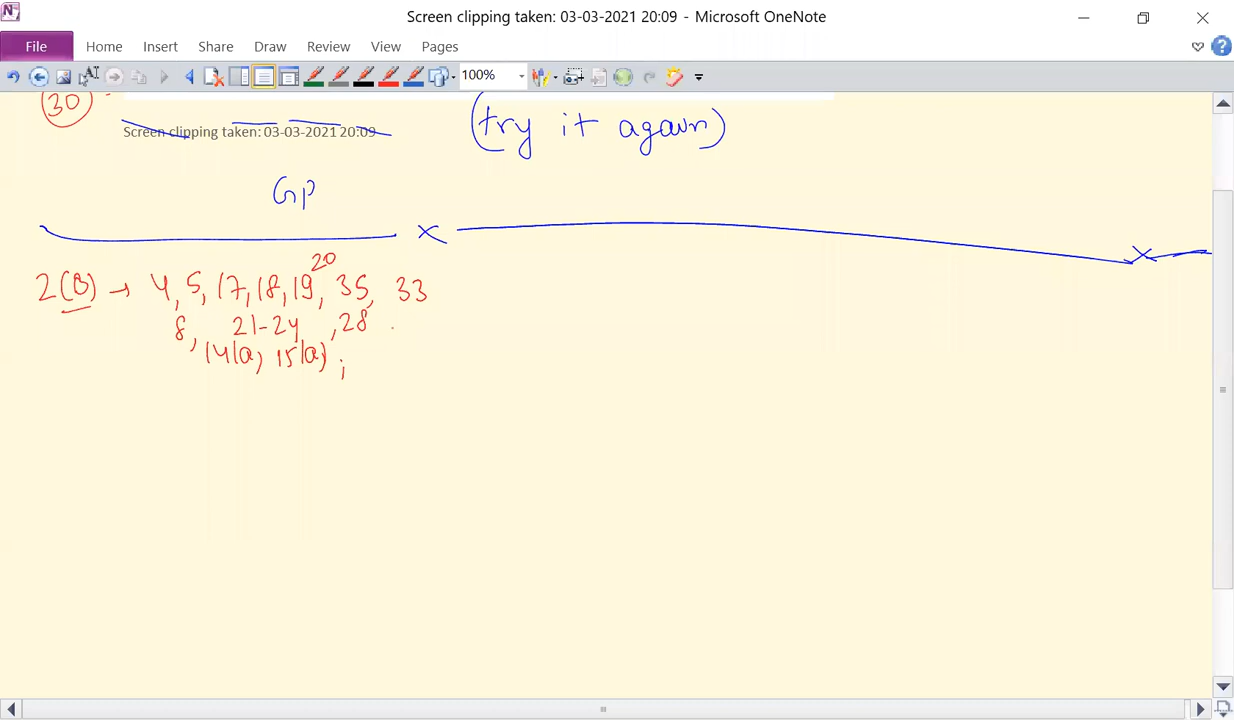 Screen clipping taken: 03-03-2021 20:09 - Microsoft OneNote
File Home Insert Share Draw Review View Pages
100%
30
(try it again)
Screen clipping taken: 03-03-2021 20:09
GP
20
2(B) → 4, 5, 17, 18, 19, 35, 33
8, 21-24, 28
14(a, 15(a) ;